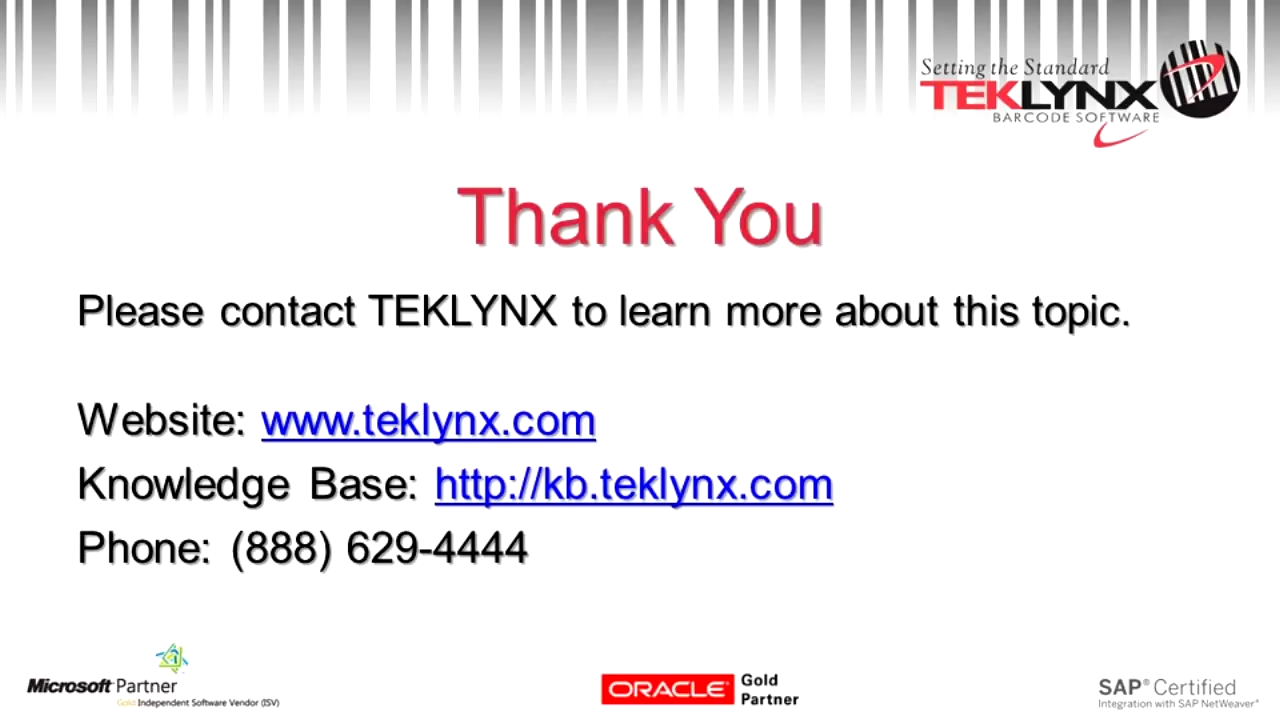 Setting the Standard
TEKLYNX
BARCODE SOFTWARE
Thank You
Please contact TEKLYNX to learn more about this topic.
Website: www.teklynx.com
Knowledge Base: http://kb.teklynx.com
Phone: (888) 629-4444
Microsoft Partner
Gold Independent Software Vendor (ISV)
ORACLE Gold
Partner
SAP® Certified
Integration with SAP NetWeaver®